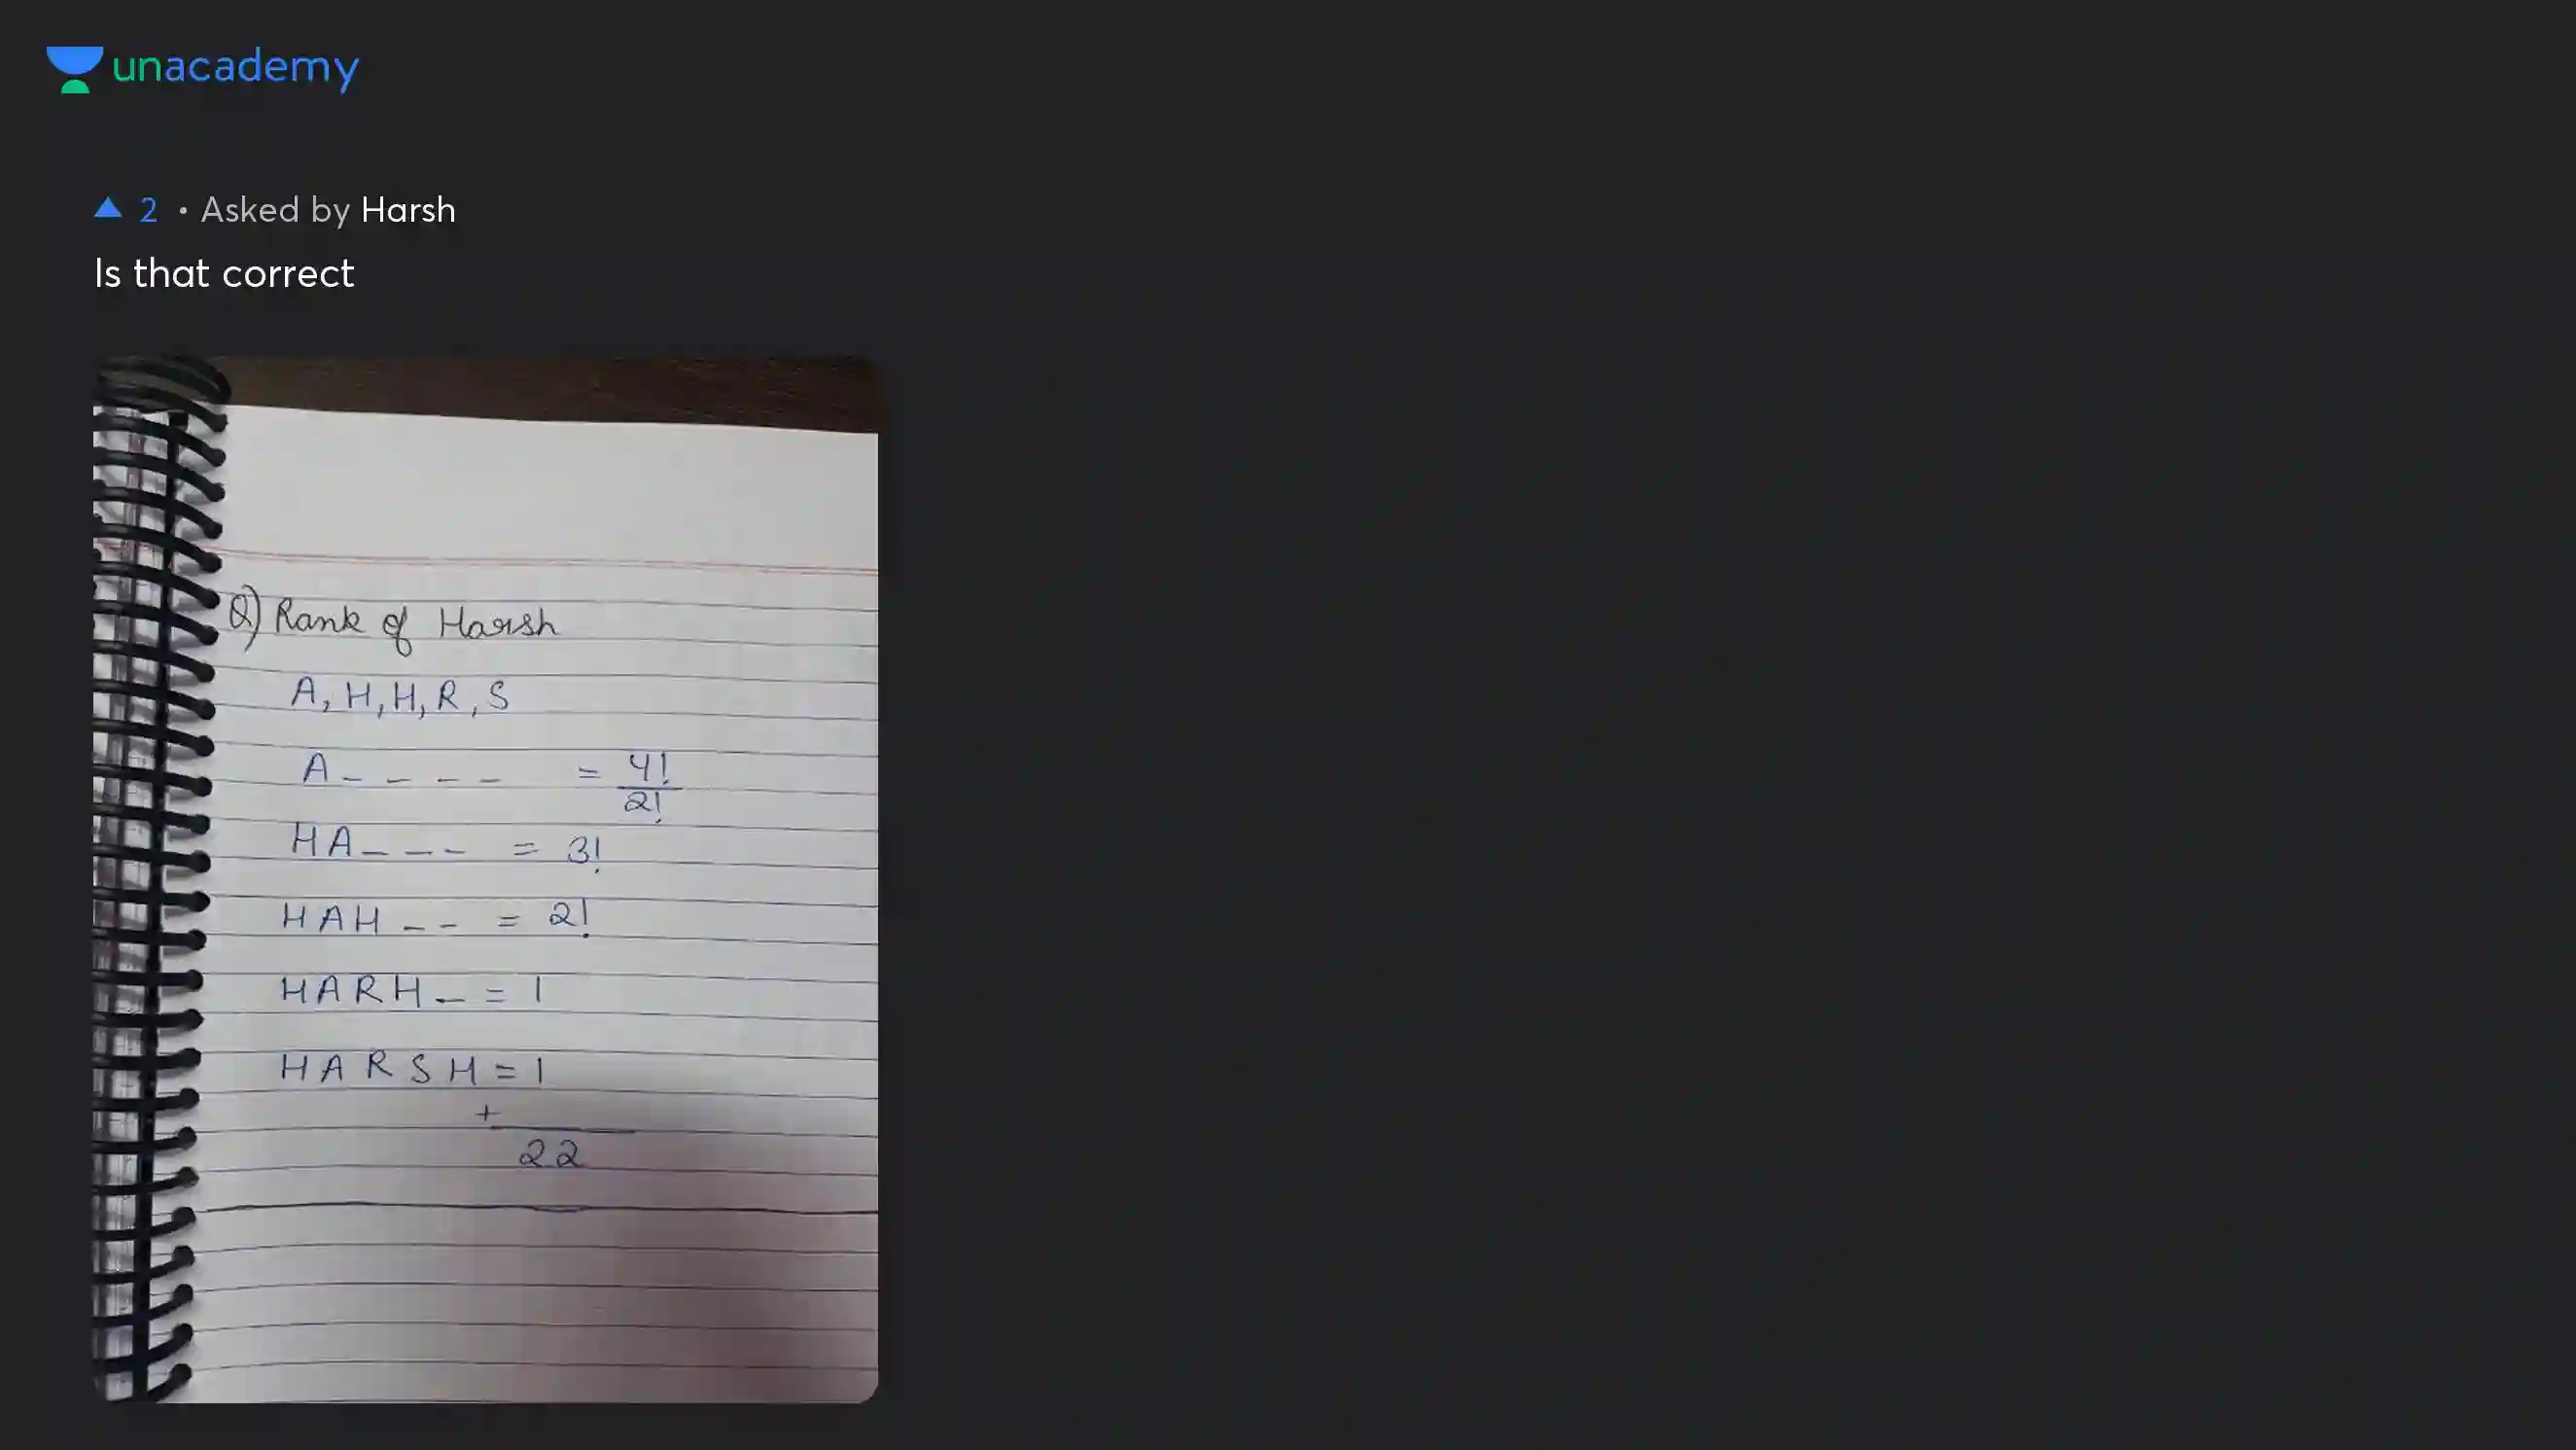 unacademy
▲ 2 • Asked by Harsh
Is that correct
Q) Rank of Harsh
A, H, H, R, S
A _ _ _ _ = 4!/2!
HA _ _ _ = 3!
HAH _ _ = 2!
HARH _ = 1
HARSH = 1
+
22